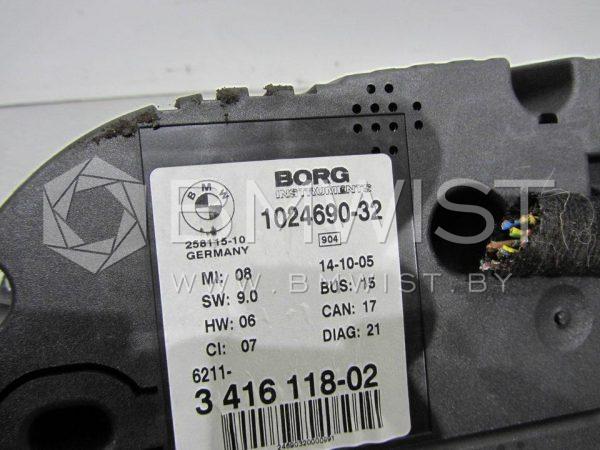 BORG
INSTRUMENTS
BMW
1024690-32
258115-10
GERMANY
904
MI: 08
14-10-05
SW: 9.0
BUS: 15
HW: 06
CAN: 17
CI: 07
DIAG: 21
6211-
3 416 118-02
24690320000991
BMWIST
WWW.BMWIST.BY